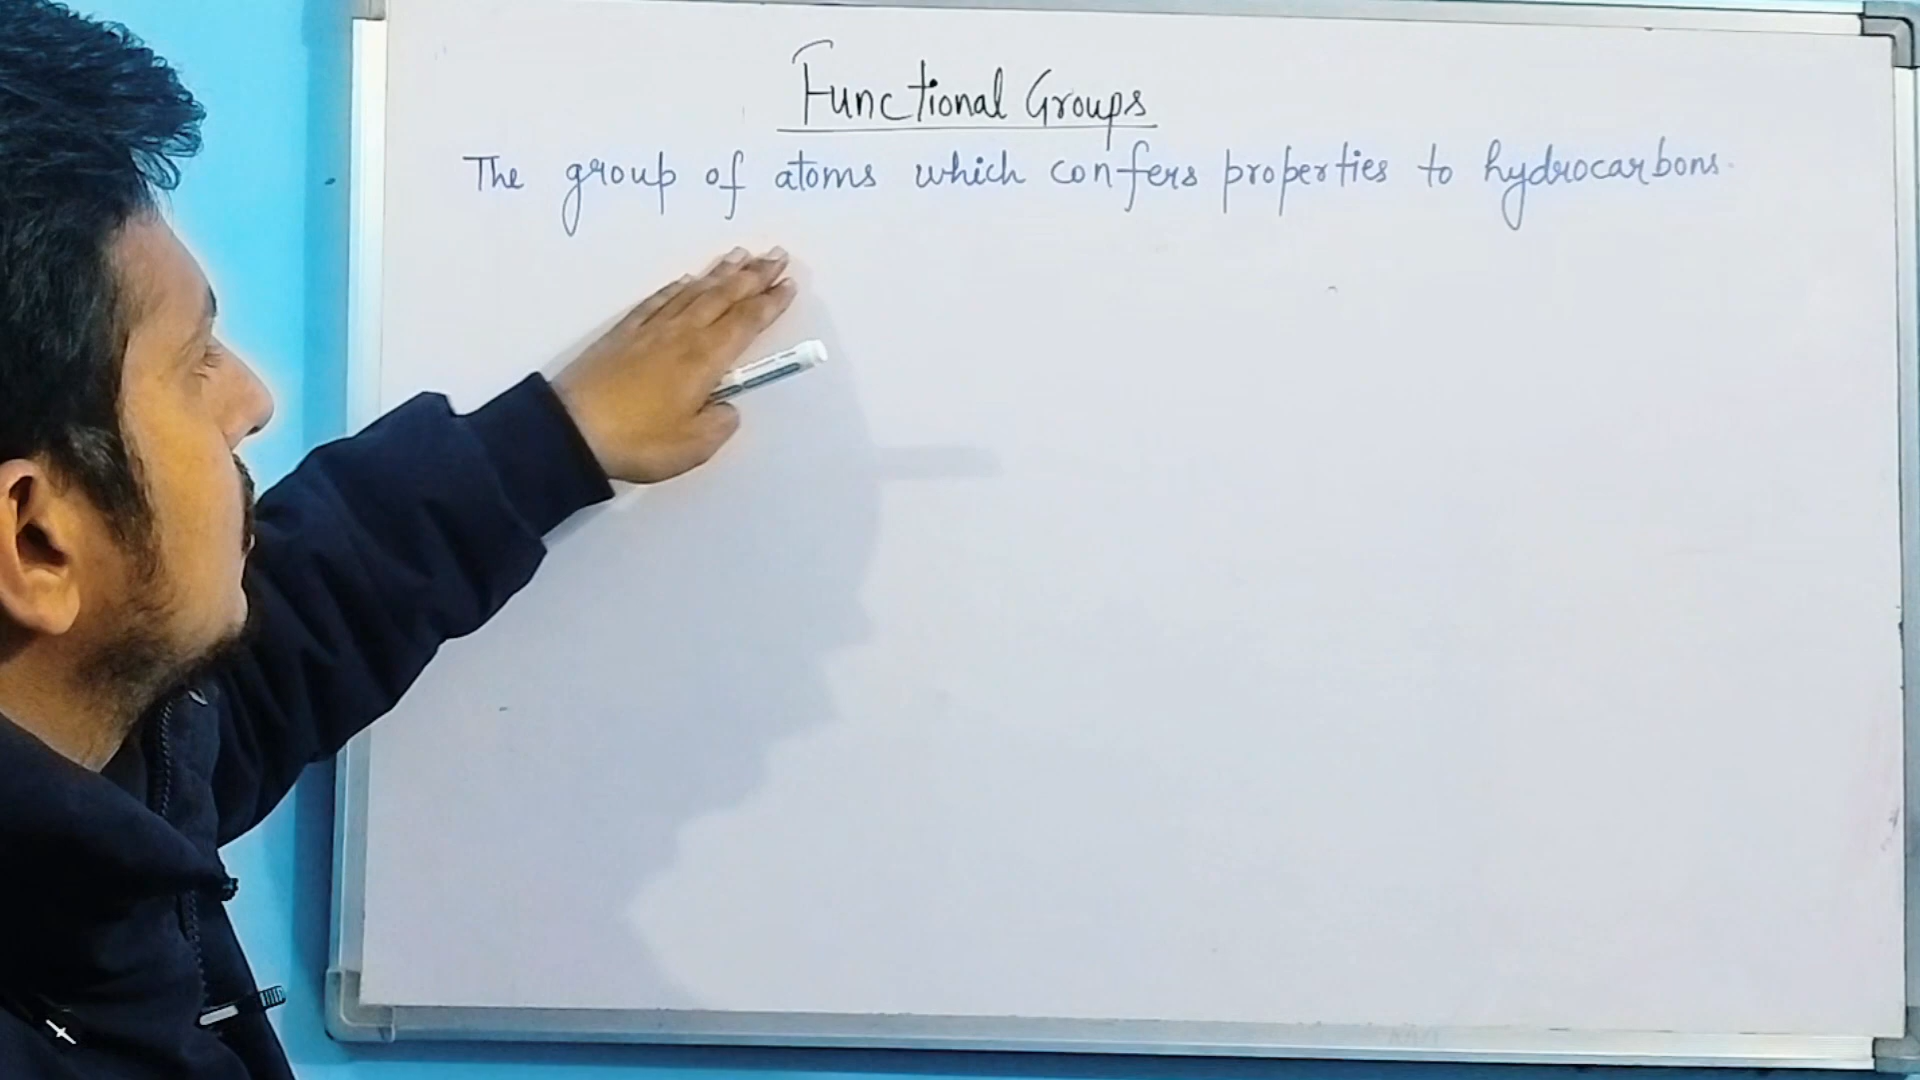 Functional Groups
The group of atoms which confers properties to hydrocarbons.